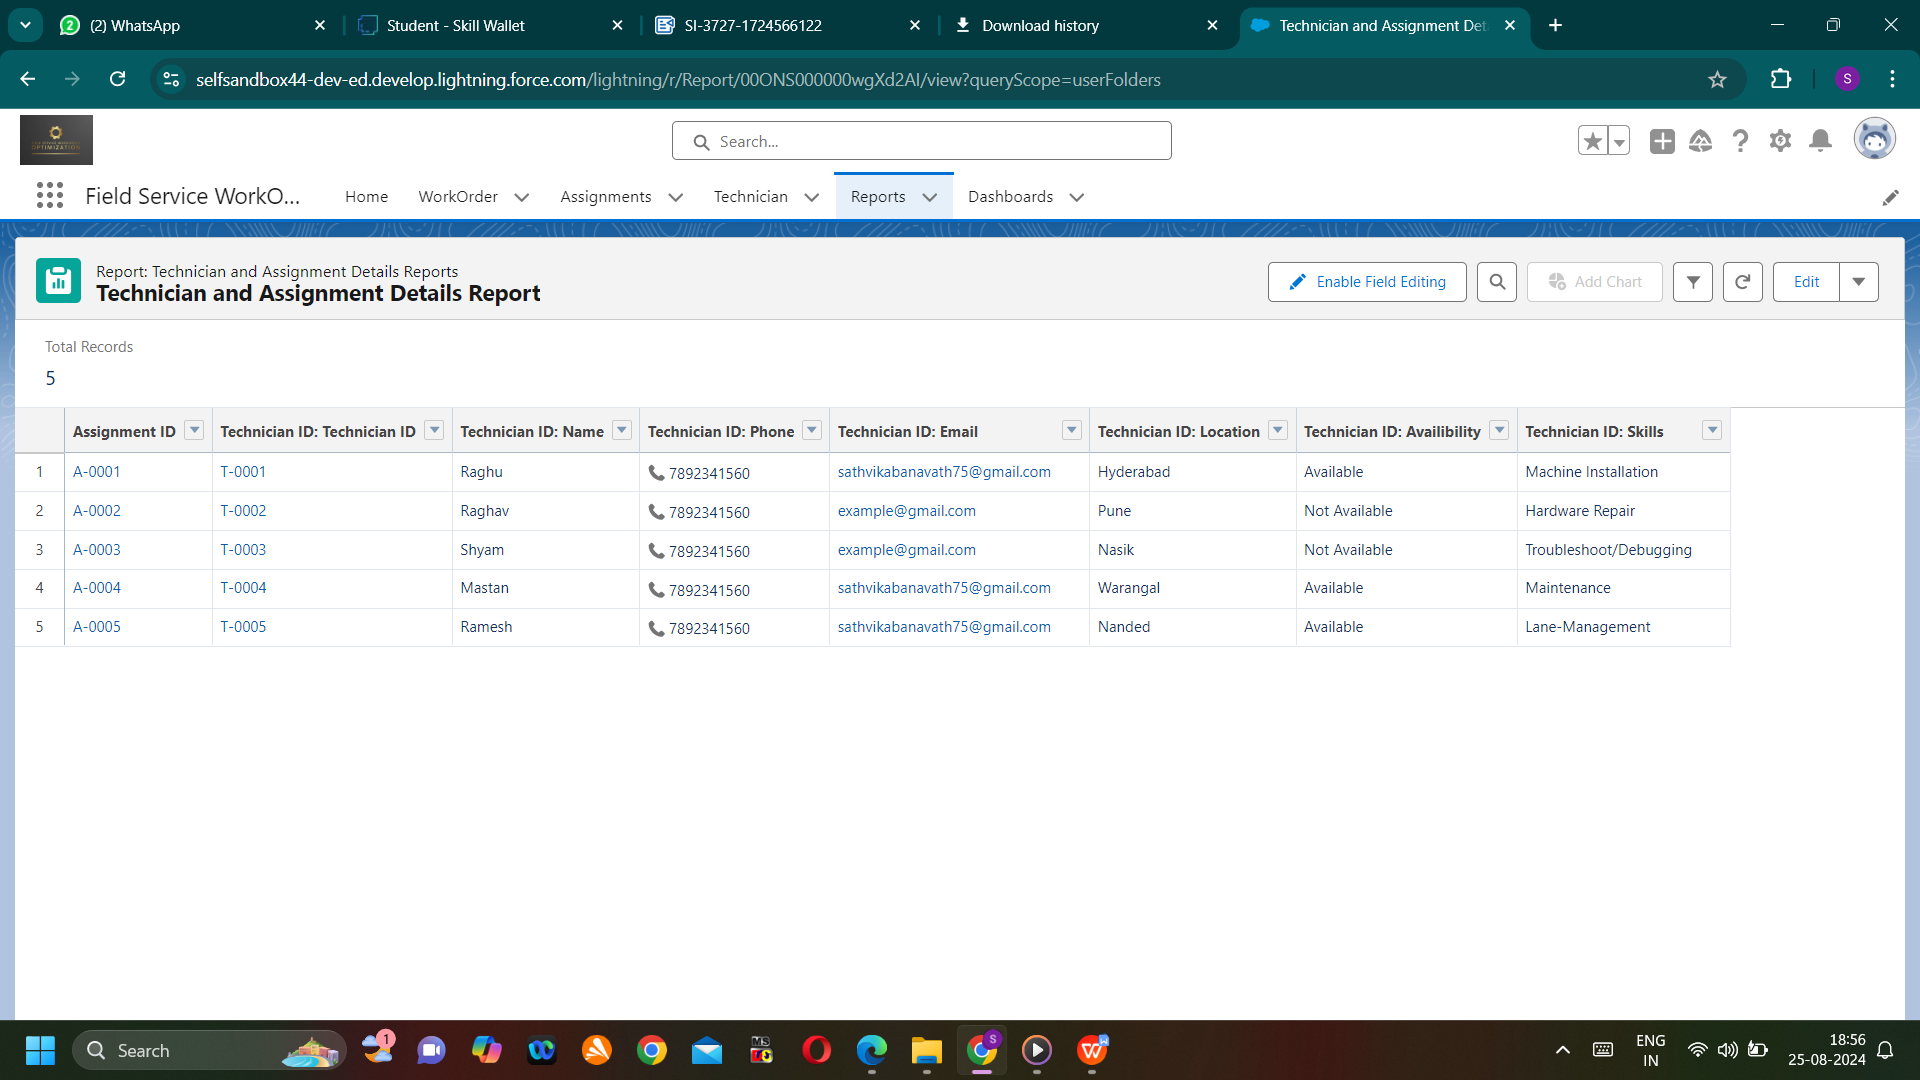 (2) WhatsApp
Student - Skill Wallet
SI-3727-1724566122
Download history
Technician and Assignment Det
selfsandbox44-dev-ed.develop.lightning.force.com/lightning/r/Report/00ONS000000wgXd2AI/view?queryScope=userFolders
S
OPTIMIZATION
Search...
Field Service WorkO...
Home
WorkOrder
Assignments
Technician
Reports
Dashboards
Report: Technician and Assignment Details Reports
Technician and Assignment Details Report
Enable Field Editing
Add Chart
Edit
Total Records
5
Assignment ID Technician ID: Technician ID Technician ID: Name Technician ID: Phone Technician ID: Email Technician ID: Location Technician ID: Availibility Technician ID: Skills
1 A-0001 T-0001 Raghu 7892341560 sathvikabanavath75@gmail.com Hyderabad Available Machine Installation
2 A-0002 T-0002 Raghav 7892341560 example@gmail.com Pune Not Available Hardware Repair
3 A-0003 T-0003 Shyam 7892341560 example@gmail.com Nasik Not Available Troubleshoot/Debugging
4 A-0004 T-0004 Mastan 7892341560 sathvikabanavath75@gmail.com Warangal Available Maintenance
5 A-0005 T-0005 Ramesh 7892341560 sathvikabanavath75@gmail.com Nanded Available Lane-Management
Search
1
MS
S
ENG
IN
18:56
25-08-2024